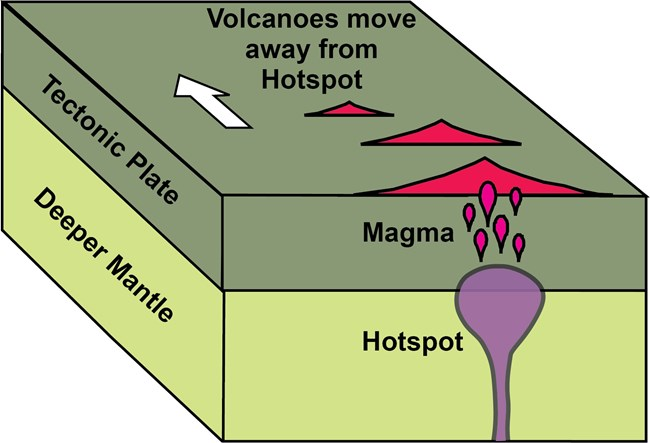 Volcanoes move
away from
Hotspot
Tectonic Plate
Deeper Mantle
Magma
Hotspot